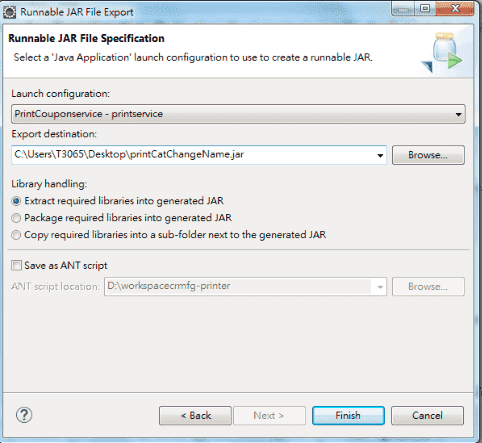 Runnable JAR File Export
Runnable JAR File Specification
Select a 'Java Application' launch configuration to use to create a runnable JAR.
Launch configuration:
PrintCouponservice - printservice
Export destination:
C:\Users\T3065\Desktop\printCatChangeName.jar
Browse...
Library handling:
Extract required libraries into generated JAR
Package required libraries into generated JAR
Copy required libraries into a sub-folder next to the generated JAR
Save as ANT script
ANT script location:
D:\workspacecrmfg-printer
Browse...
?
< Back
Next >
Finish
Cancel